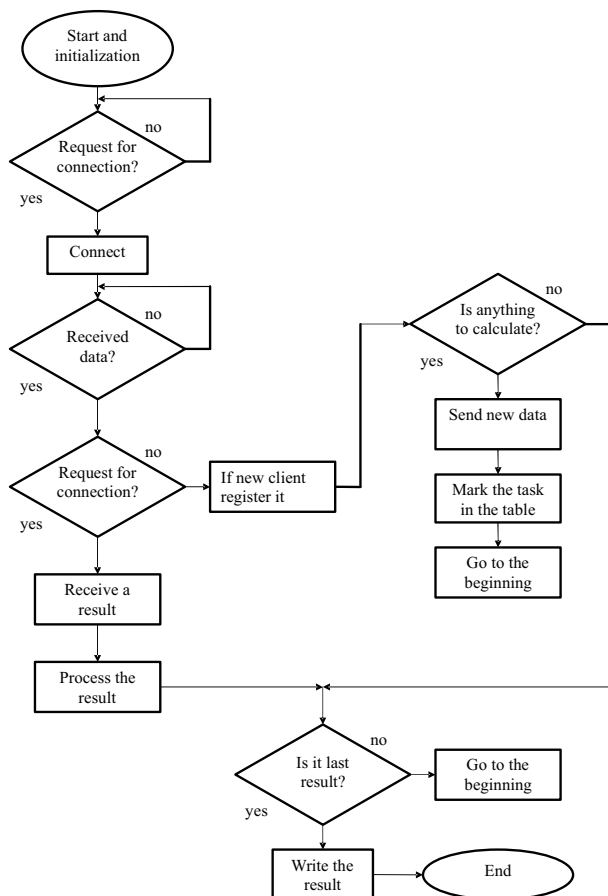 Start and
initialization
no
Request for
connection?
yes
Connect
no
Received
data?
yes
no
Request for
connection?
yes
If new client
register it
no
Is anything
to calculate?
yes
Send new data
Mark the task
in the table
Go to the
beginning
Receive a
result
Process the
result
no
Is it last
result?
yes
Go to the
beginning
Write the
result
End